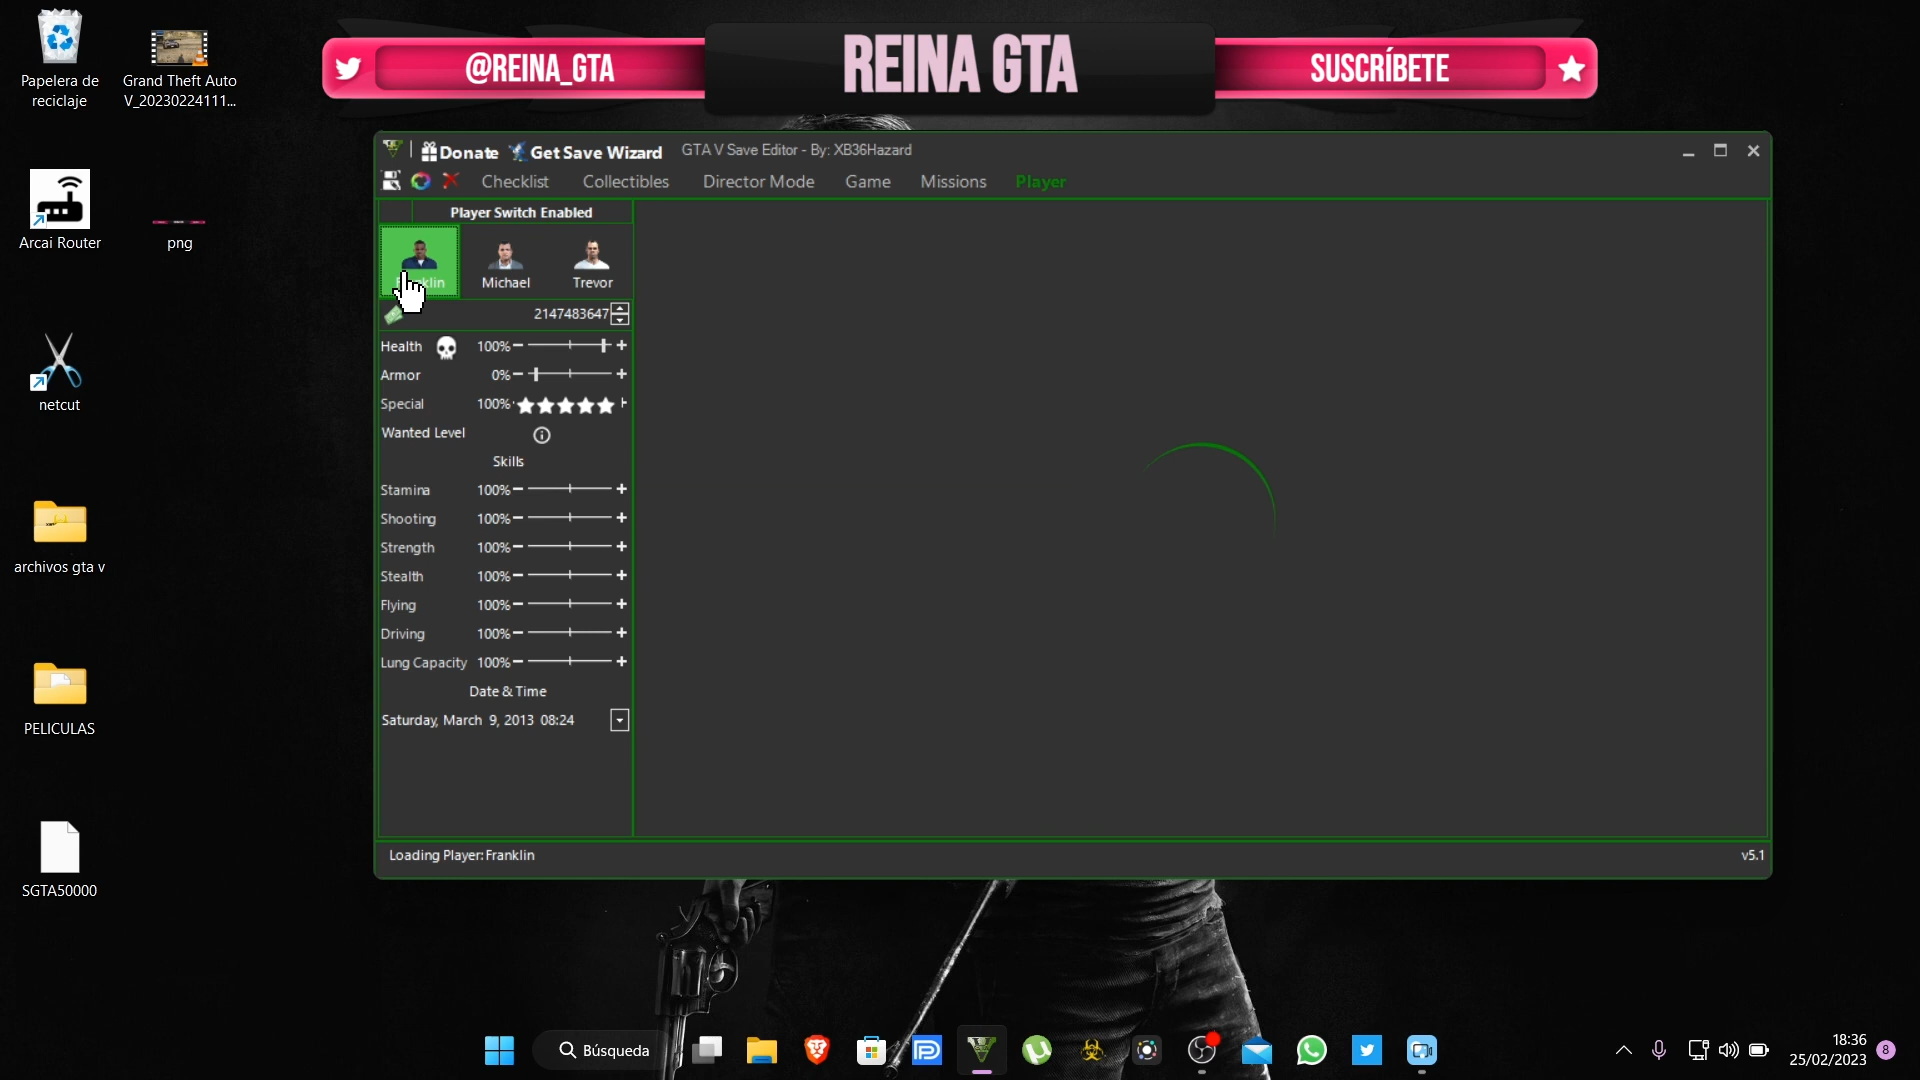 Papelera de
reciclaje
Grand Theft Auto
V_20230224111...
@REINA_GTA
REINA GTA
SUSCRÍBETE
Donate
Get Save Wizard
GTA V Save Editor - By: XB36Hazard
Checklist
Collectibles
Director Mode
Game
Missions
Player
Player Switch Enabled
Michael
Trevor
2147483647
Health 100%
Armor 0%
Special 100%
Wanted Level
Skills
Stamina 100%
Shooting 100%
Strength 100%
Stealth 100%
Flying 100%
Driving 100%
Lung Capacity 100%
Date & Time
Saturday, March 9, 2013 08:24
Loading Player: Franklin
v5.1
Arcai Router
png
netcut
archivos gta v
PELICULAS
SGTA50000
Búsqueda
18:36
25/02/2023
8